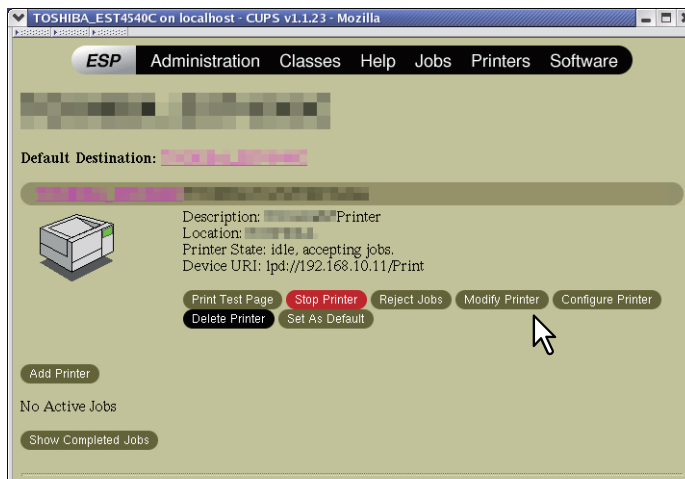 TOSHIBA_EST4540C on localhost - CUPS v1.1.23 - Mozilla
ESP Administration Classes Help Jobs Printers Software
Default Destination:
Description: Printer
Location:
Printer State: idle, accepting jobs.
Device URI: lpd://192.168.10.11/Print
Print Test Page Stop Printer Reject Jobs Modify Printer Configure Printer
Delete Printer Set As Default
Add Printer
No Active Jobs
Show Completed Jobs